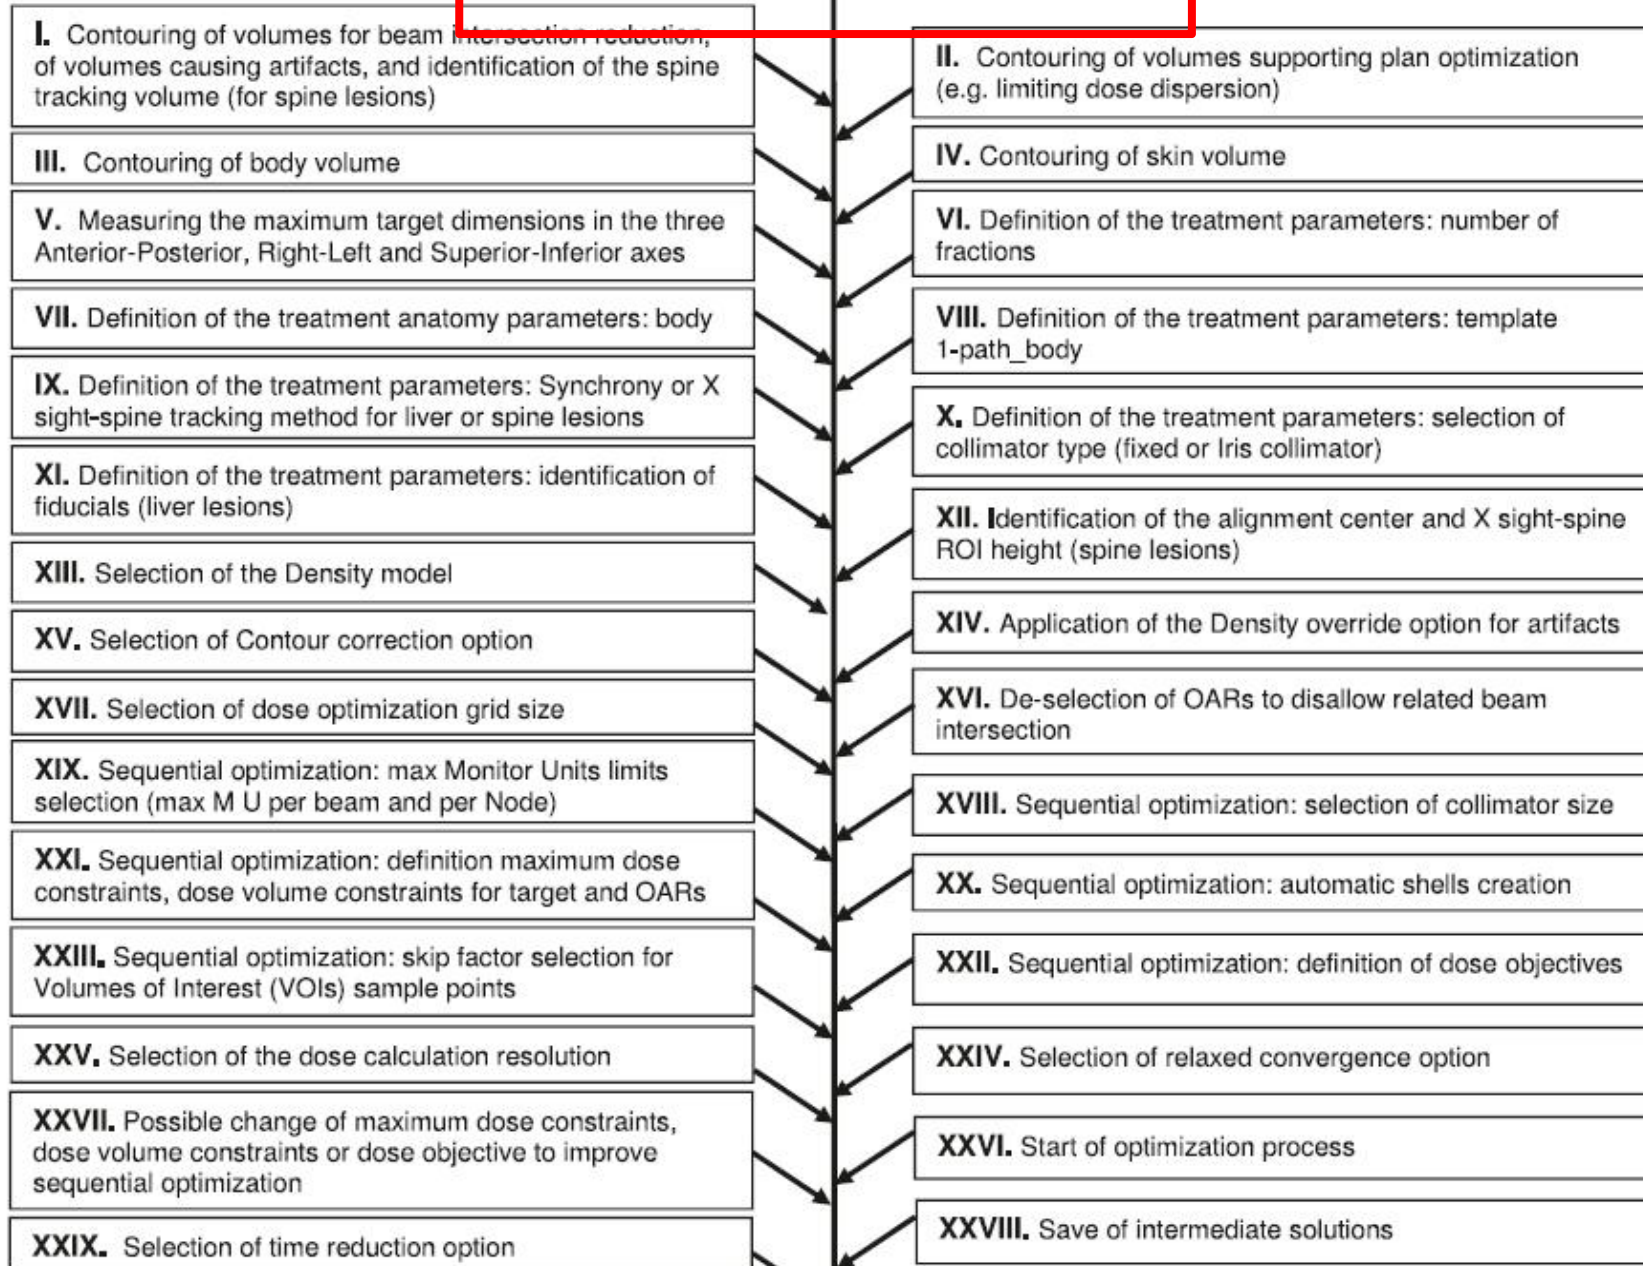 I. Contouring of volumes for beam intersection reduction,
of volumes causing artifacts, and identification of the spine
tracking volume (for spine lesions)
II. Contouring of volumes supporting plan optimization
(e.g. limiting dose dispersion)
III. Contouring of body volume
IV. Contouring of skin volume
V. Measuring the maximum target dimensions in the three
Anterior-Posterior, Right-Left and Superior-Inferior axes
VI. Definition of the treatment parameters: number of
fractions
VII. Definition of the treatment anatomy parameters: body
VIII. Definition of the treatment parameters: template
1-path_body
IX. Definition of the treatment parameters: Synchrony or X
sight-spine tracking method for liver or spine lesions
X. Definition of the treatment parameters: selection of
collimator type (fixed or Iris collimator)
XI. Definition of the treatment parameters: identification of
fiducials (liver lesions)
XII. Identification of the alignment center and X sight-spine
ROI height (spine lesions)
XIII. Selection of the Density model
XIV. Application of the Density override option for artifacts
XV. Selection of Contour correction option
XVI. De-selection of OARs to disallow related beam
intersection
XVII. Selection of dose optimization grid size
XVIII. Sequential optimization: selection of collimator size
XIX. Sequential optimization: max Monitor Units limits
selection (max M U per beam and per Node)
XX. Sequential optimization: automatic shells creation
XXI. Sequential optimization: definition maximum dose
constraints, dose volume constraints for target and OARs
XXII. Sequential optimization: definition of dose objectives
XXIII. Sequential optimization: skip factor selection for
Volumes of Interest (VOIs) sample points
XXIV. Selection of relaxed convergence option
XXV. Selection of the dose calculation resolution
XXVI. Start of optimization process
XXVII. Possible change of maximum dose constraints,
dose volume constraints or dose objective to improve
sequential optimization
XXVIII. Save of intermediate solutions
XXIX. Selection of time reduction option